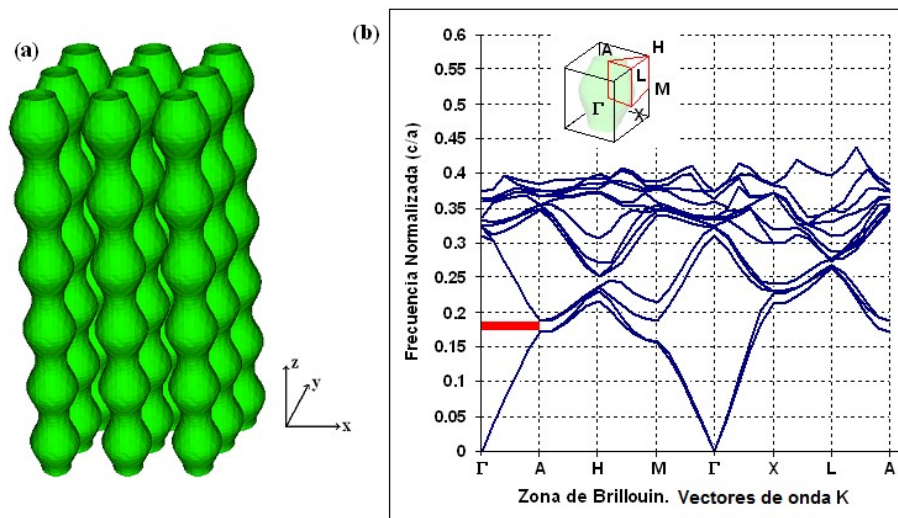 (a)
z
y
x
(b)
Frecuencia Normalizada (c/a)
0.6
0.55
0.5
0.45
0.4
0.35
0.3
0.25
0.2
0.15
0.1
0.05
0
A
H
L
M
Γ
X
Γ A H M Γ X L A
Zona de Brillouin. Vectores de onda K